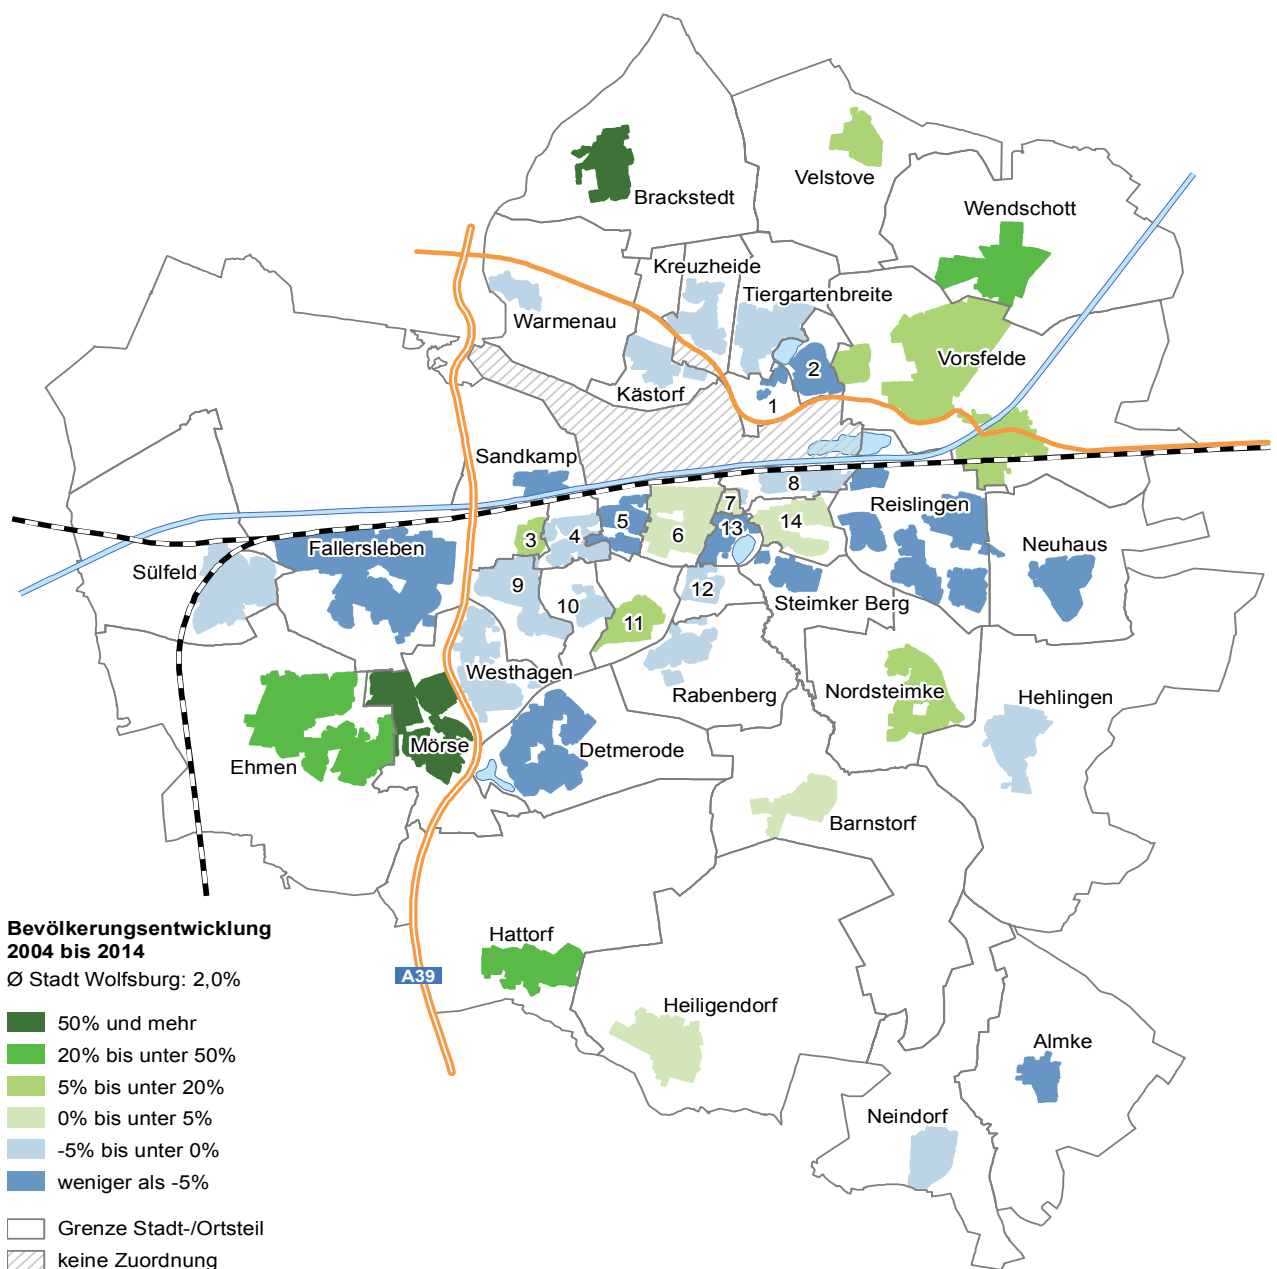 Brackstedt
Velstove
Wendschott
Kreuzheide
Tiergartenbreite
Warmenau
Vorsfelde
Kästorf
2
1
Sandkamp
8
Reislingen
7
3
4
5
6
13
14
Fallersleben
Neuhaus
Sülfeld
9
10
12
Steimker Berg
11
Westhagen
Rabenberg
Nordsteimke
Hehlingen
Mörse
Detmerode
Ehmen
Barnstorf
Hattorf
A39
Heiligendorf
Almke
Neindorf
Bevölkerungsentwicklung
2004 bis 2014
Ø Stadt Wolfsburg: 2,0%
50% und mehr
20% bis unter 50%
5% bis unter 20%
0% bis unter 5%
-5% bis unter 0%
weniger als -5%
Grenze Stadt-/Ortsteil
keine Zuordnung